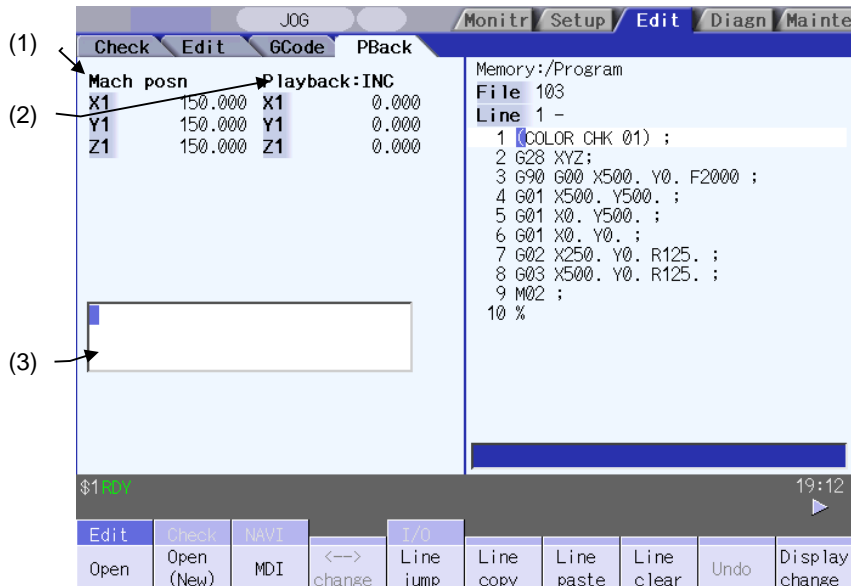 JOG
Monitr Setup Edit Diagn Mainte
Check Edit GCode PBack
(1)
(2)
(3)
Mach posn Playback:INC
X1 150.000 X1 0.000
Y1 150.000 Y1 0.000
Z1 150.000 Z1 0.000
Memory:/Program
File 103
Line 1 -
1 (COLOR CHK 01) ;
2 G28 XYZ;
3 G90 G00 X500. Y0. F2000 ;
4 G01 X500. Y500. ;
5 G01 X0. Y500. ;
6 G01 X0. Y0. ;
7 G02 X250. Y0. R125. ;
8 G03 X500. Y0. R125. ;
9 M02 ;
10 %
$1 RDY 19:12
Edit Check NAVI I/O
Open
Open (New)
MDI
<--> change
Line jump
Line copy
Line paste
Line clear
Undo
Display change